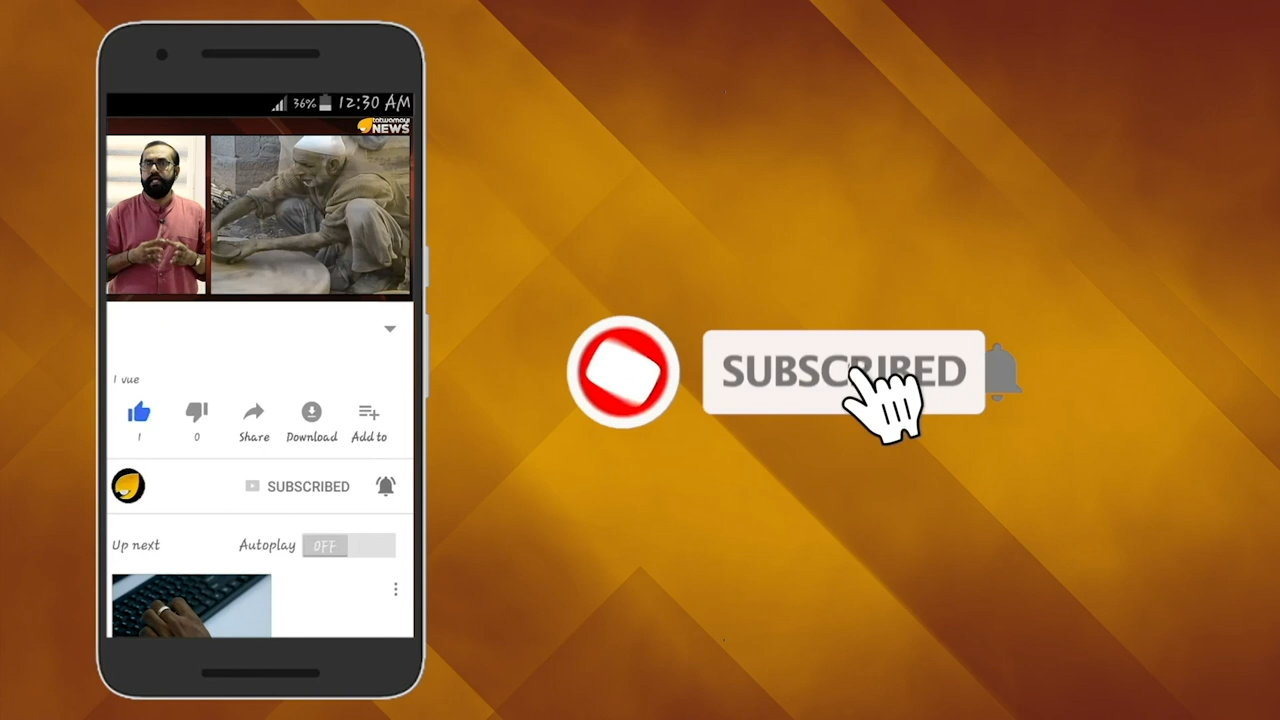 36% 12:30 AM
tatwamayi
NEWS
1 vue
1
0
Share
Download
Add to
SUBSCRIBED
Up next
Autoplay
OFF
SUBSCRIBED